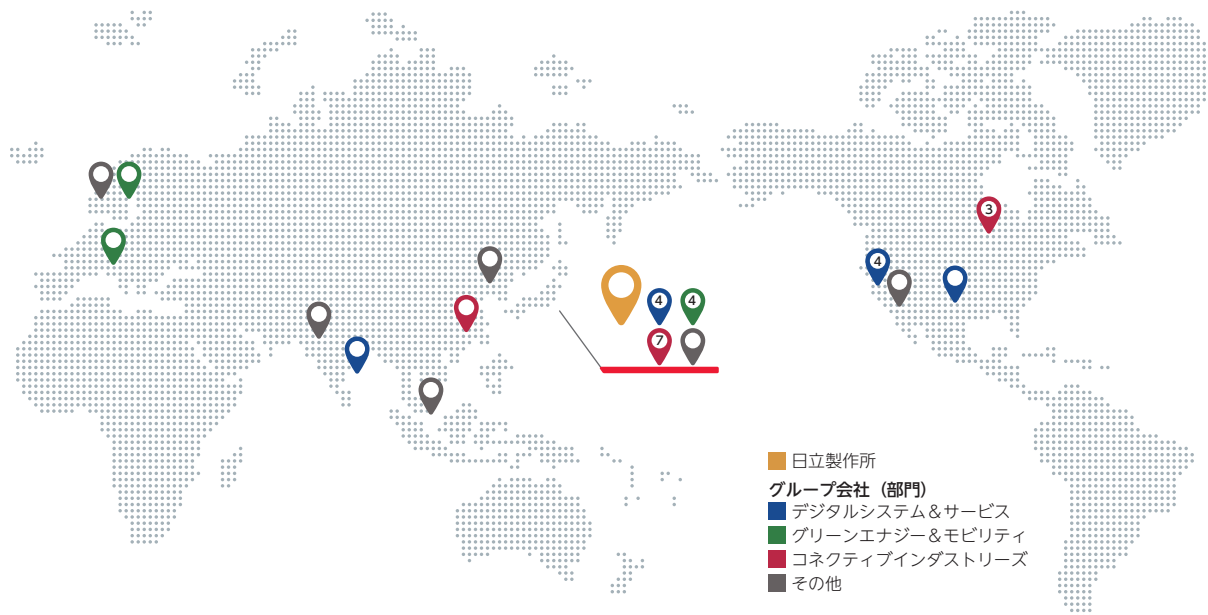 3
4
4
4
7
日立製作所
グループ会社（部門）
デジタルシステム＆サービス
グリーンエナジー＆モビリティ
コネクティブインダストリーズ
その他